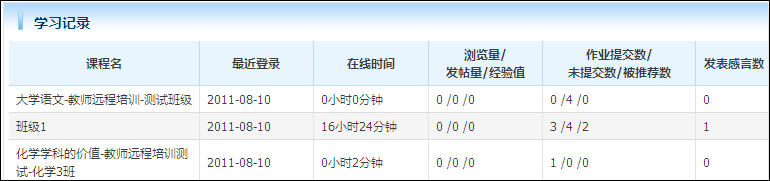 学习记录
课程名 最近登录 在线时间 浏览量/ 发帖量/经验值 作业提交数/ 未提交数/被推荐数 发表感言数
大学语文-教师远程培训-测试班级 2011-08-10 0小时0分钟 0 /0 /0 0 /4 /0 0
班级1 2011-08-10 16小时24分钟 0 /0 /0 3 /4 /2 1
化学学科的价值-教师远程培训测
试-化学3班 2011-08-10 0小时2分钟 0 /0 /0 1 /0 /0 0